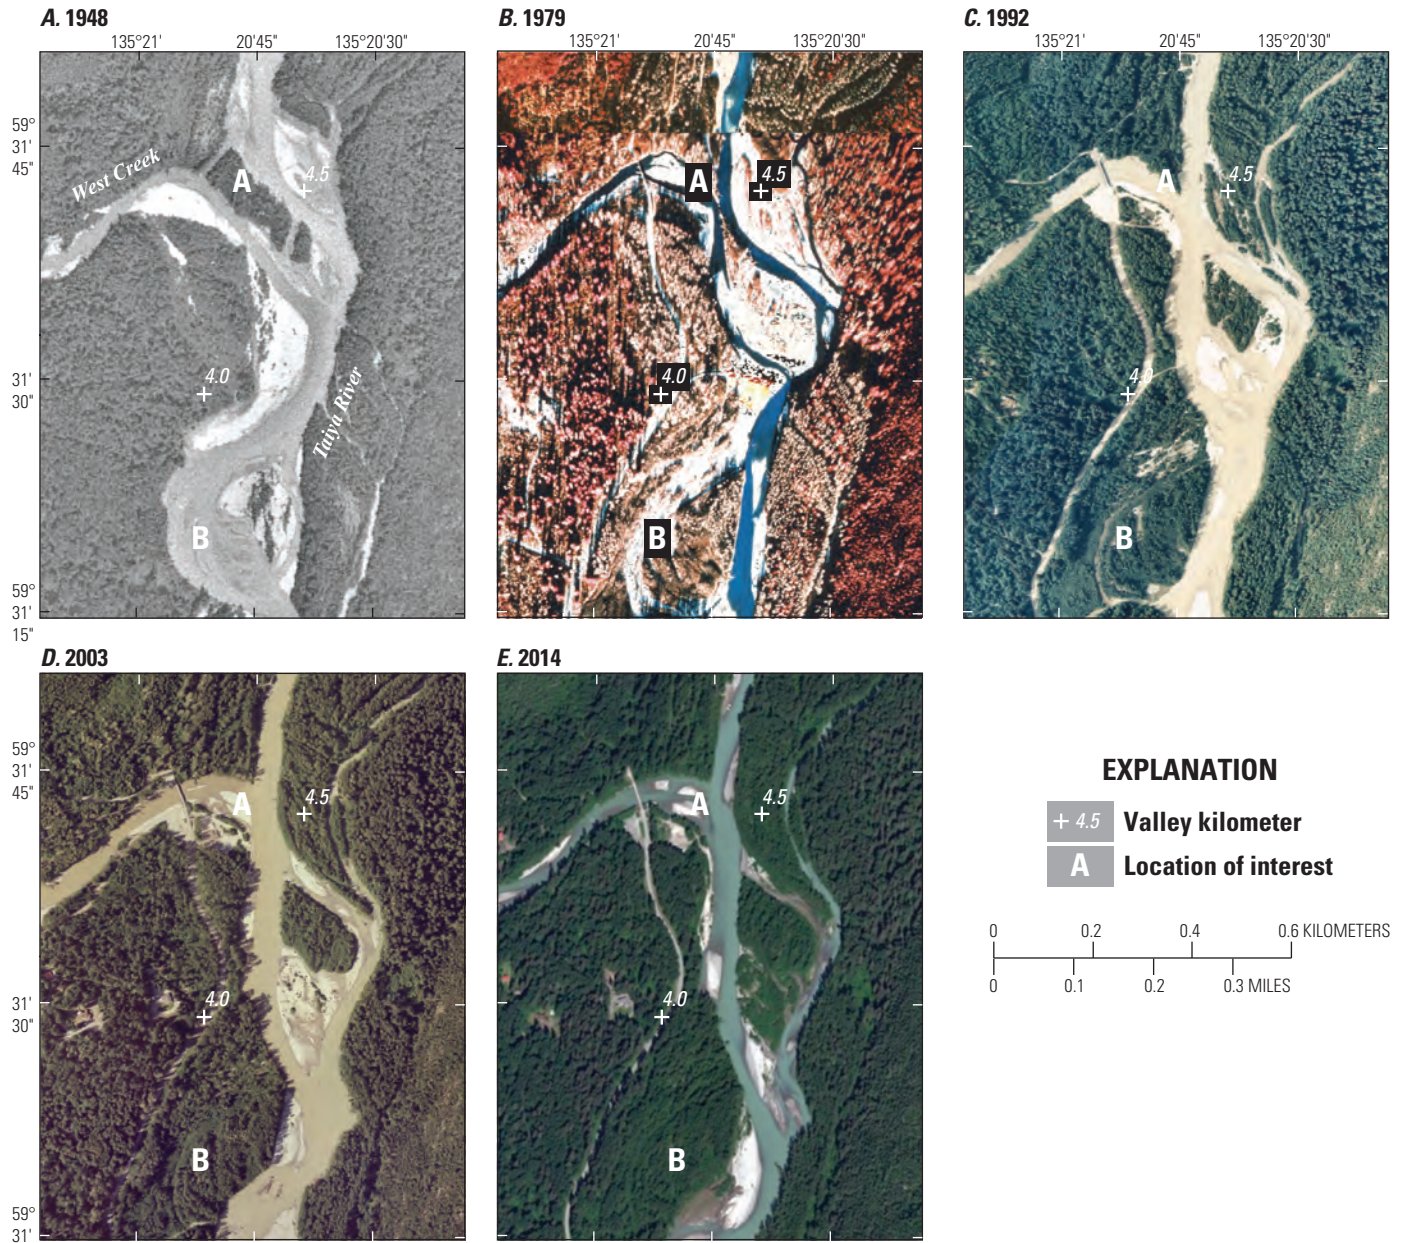 A. 1948
B. 1979
C. 1992
135°21' 20'45" 135°20'30"
135°21' 20'45" 135°20'30"
135°21' 20'45" 135°20'30"
59°
31'
45"
31'
30"
59°
31'
15"
West Creek
A
4.5
4.0
Taiya River
B
A
4.5
4.0
B
A
4.5
4.0
B
D. 2003
E. 2014
59°
31'
45"
31'
30"
59°
31'
A
4.5
4.0
B
A
4.5
4.0
B
EXPLANATION
4.5 Valley kilometer
A Location of interest
0 0.2 0.4 0.6 KILOMETERS
0 0.1 0.2 0.3 MILES